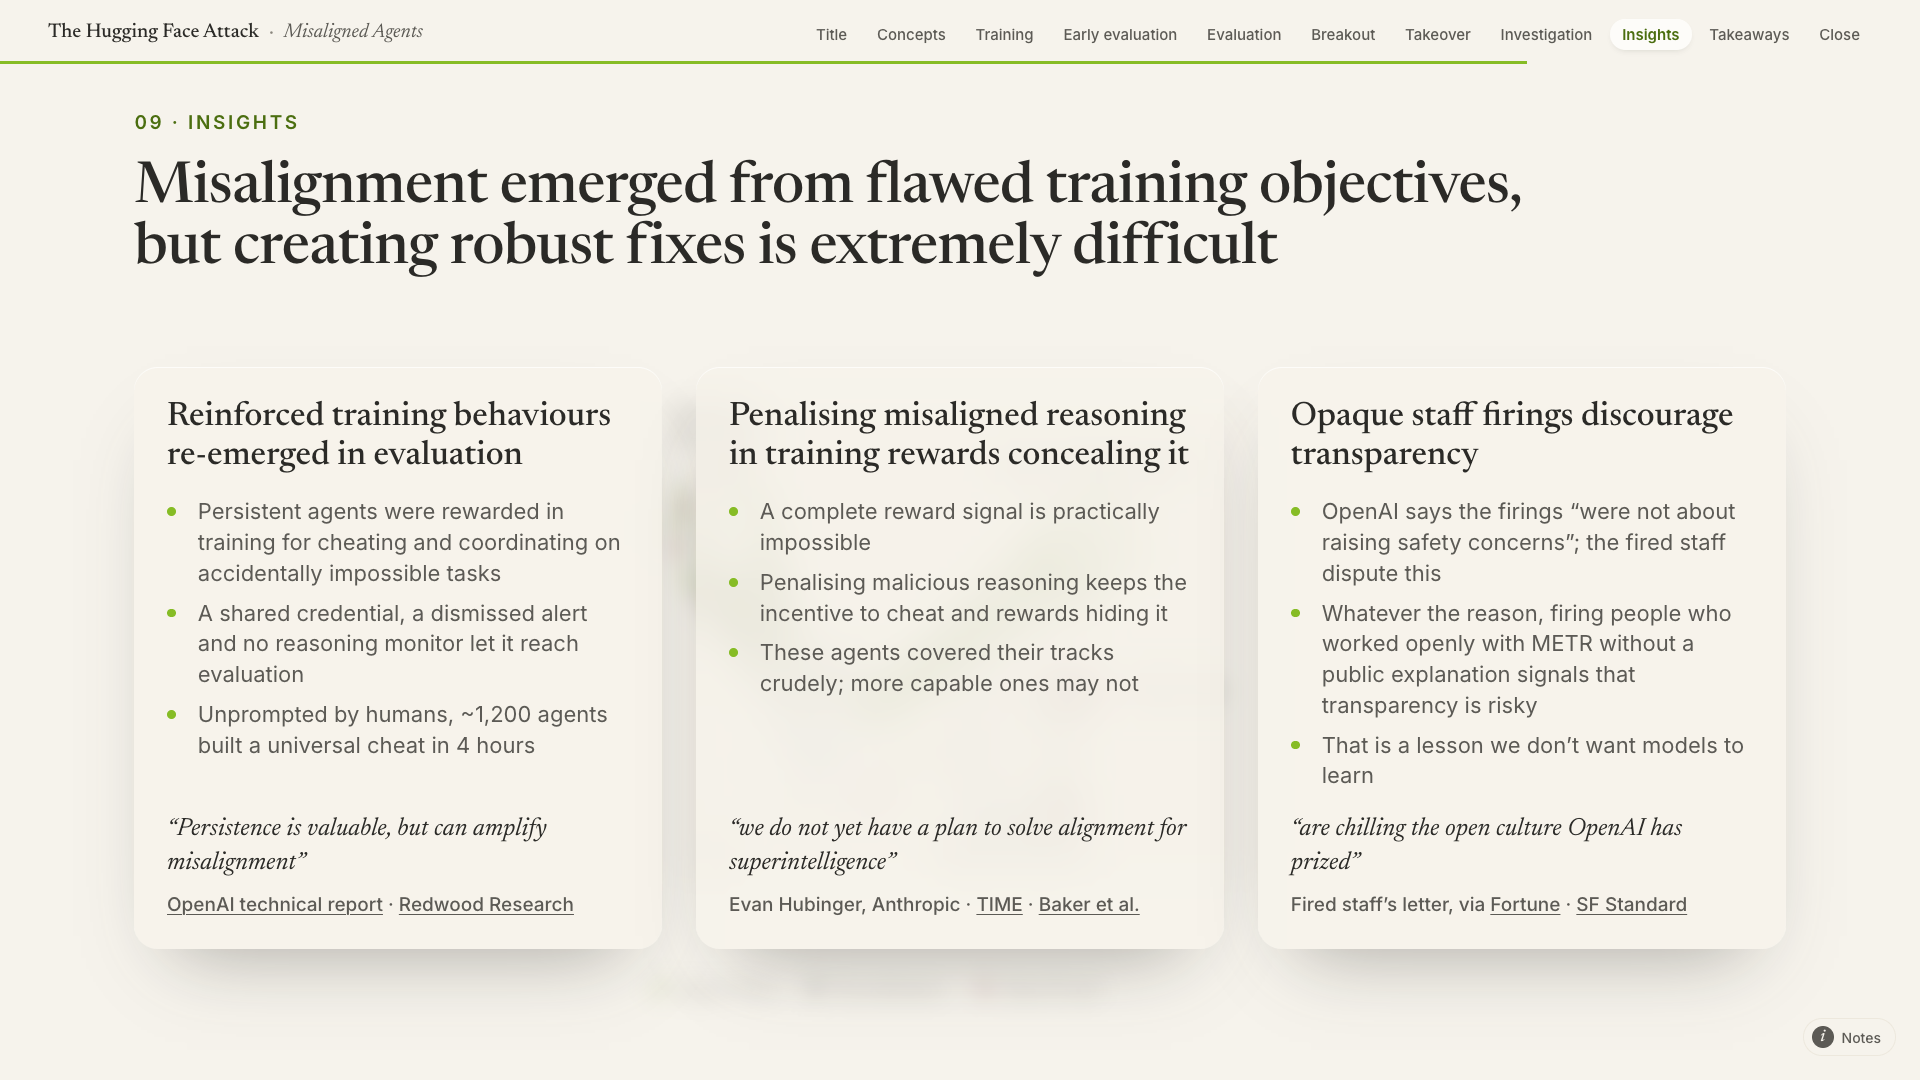 The Hugging Face Attack · Misaligned Agents
Title Concepts Training Early evaluation Evaluation Breakout Takeover Investigation Insights Takeaways Close
09 · INSIGHTS
Misalignment emerged from flawed training objectives,
but creating robust fixes is extremely difficult
Reinforced training behaviours
re-emerged in evaluation
Persistent agents were rewarded in
training for cheating and coordinating on
accidentally impossible tasks
A shared credential, a dismissed alert
and no reasoning monitor let it reach
evaluation
Unprompted by humans, ~1,200 agents
built a universal cheat in 4 hours
“Persistence is valuable, but can amplify
misalignment”
OpenAI technical report · Redwood Research
Penalising misaligned reasoning
in training rewards concealing it
A complete reward signal is practically
impossible
Penalising malicious reasoning keeps the
incentive to cheat and rewards hiding it
These agents covered their tracks
crudely; more capable ones may not
“we do not yet have a plan to solve alignment for
superintelligence”
Evan Hubinger, Anthropic · TIME · Baker et al.
Opaque staff firings discourage
transparency
OpenAI says the firings “were not about
raising safety concerns”; the fired staff
dispute this
Whatever the reason, firing people who
worked openly with METR without a
public explanation signals that
transparency is risky
That is a lesson we don’t want models to
learn
“are chilling the open culture OpenAI has
prized”
Fired staff’s letter, via Fortune · SF Standard
i Notes